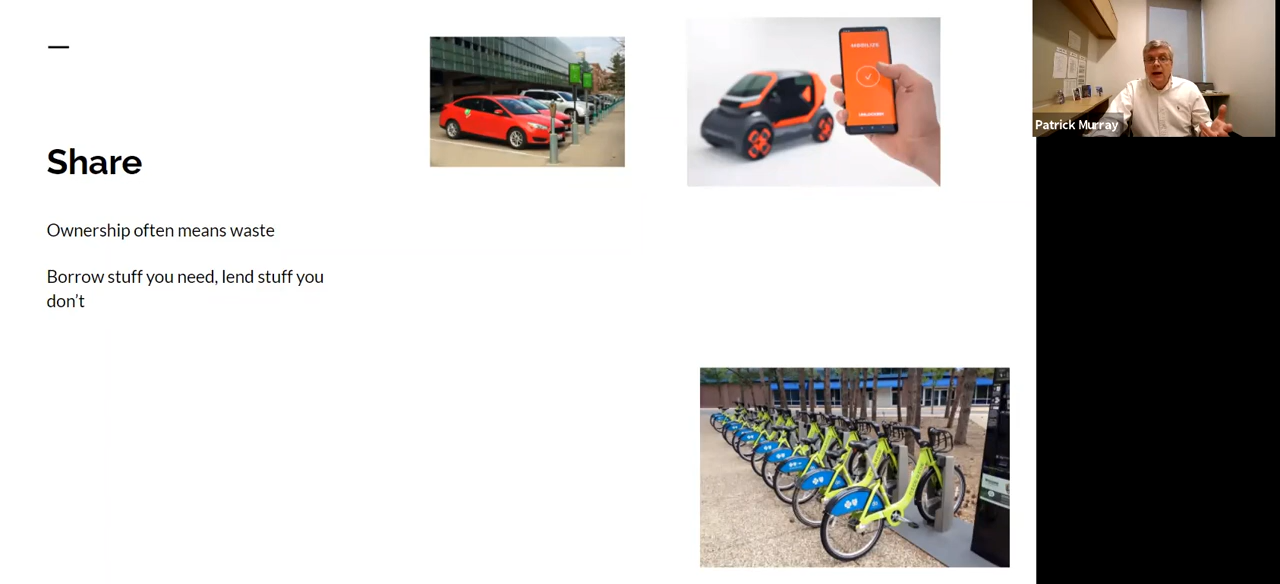 Share
Ownership often means waste
Borrow stuff you need, lend stuff you
don't
Patrick Murray